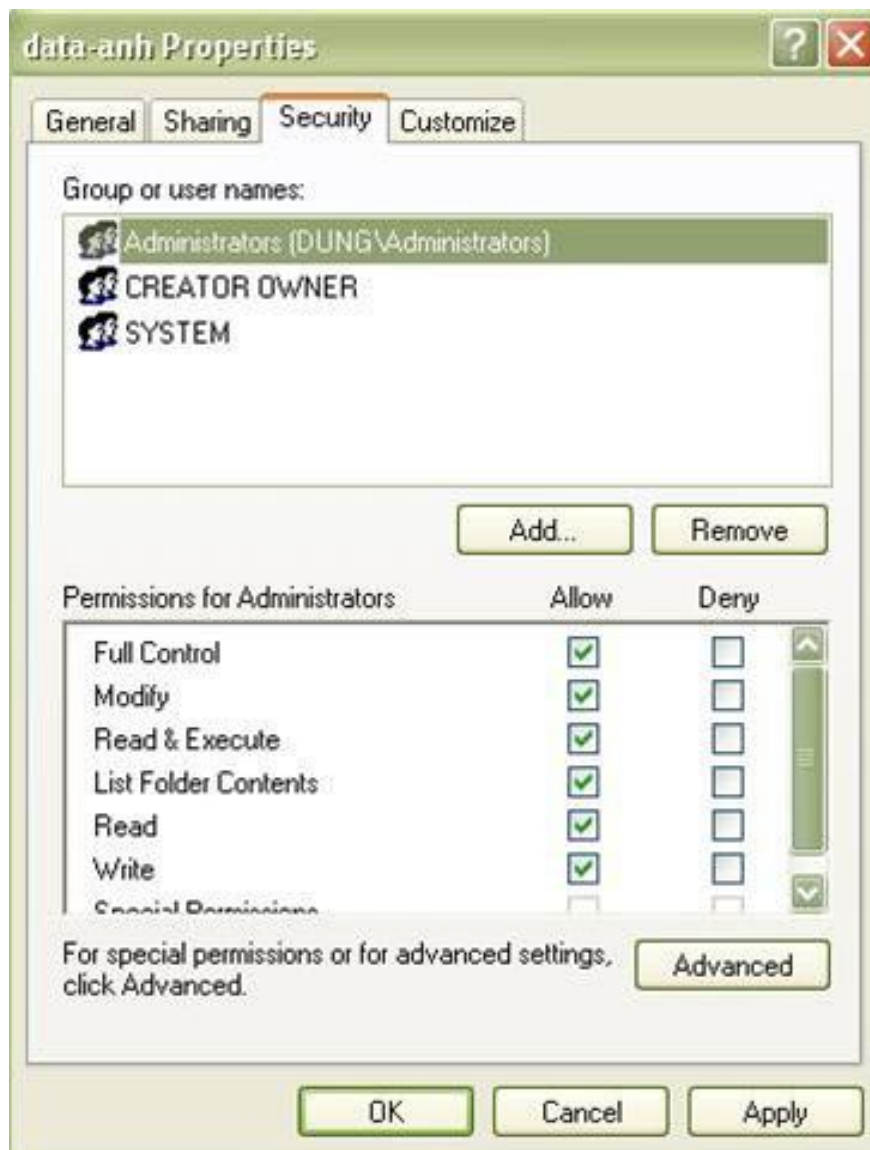 data-anh Properties
General Sharing Security Customize
Group or user names:
Administrators (DUNG\Administrators)
CREATOR OWNER
SYSTEM
Add... Remove
Permissions for Administrators Allow Deny
Full Control
Modify
Read & Execute
List Folder Contents
Read
Write
Special Permissions
For special permissions or for advanced settings, Advanced
click Advanced.
OK Cancel Apply